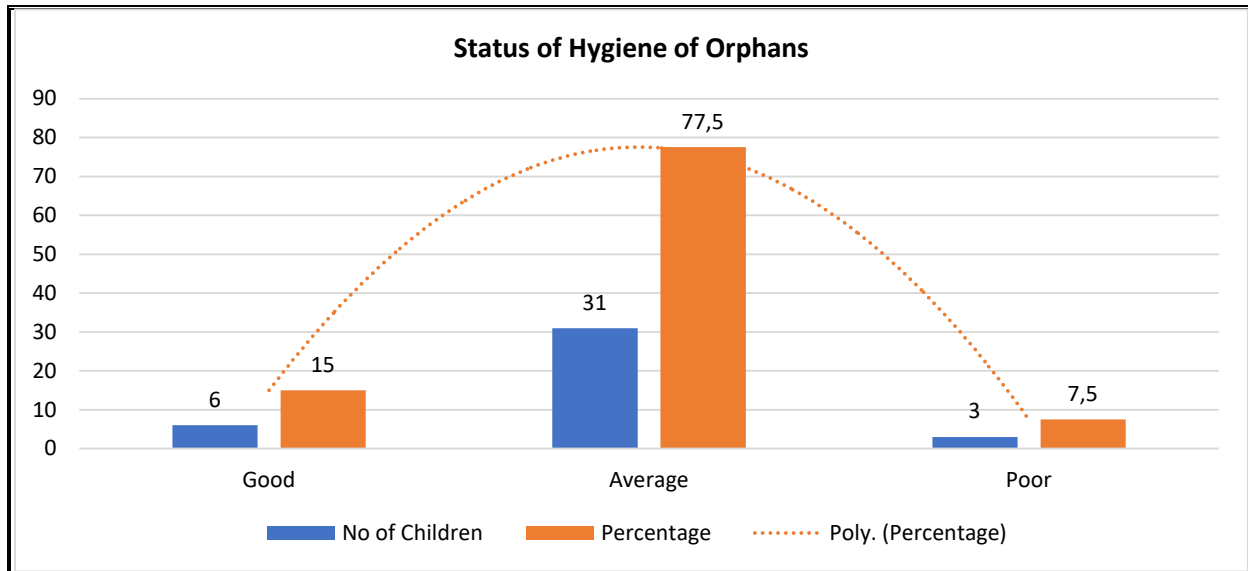 Status of Hygiene of Orphans
90
80
70
60
50
40
30
20
10
0
6
15
31
77,5
3
7,5
Good
Average
Poor
No of Children
Percentage
Poly. (Percentage)